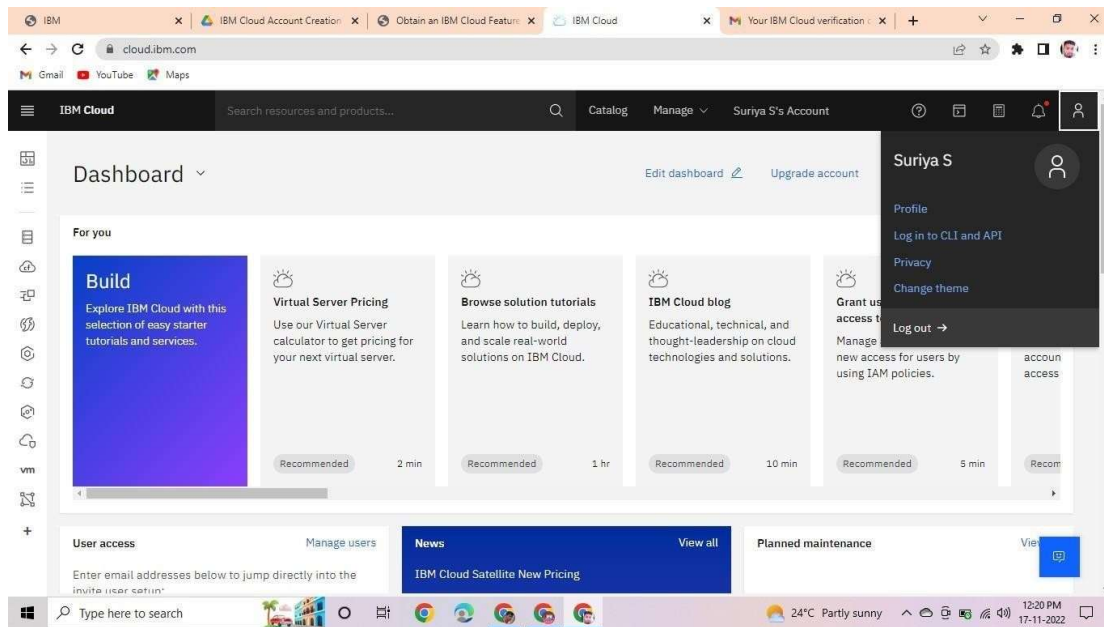 IBM
IBM Cloud Account Creation
Obtain an IBM Cloud Feature
IBM Cloud
Your IBM Cloud verification c
cloud.ibm.com
Gmail
YouTube
Maps
IBM Cloud
Search resources and products...
Catalog
Manage
Suriya S's Account
Suriya S
Profile
Log in to CLI and API
Privacy
Change theme
Log out →
Dashboard
Edit dashboard
Upgrade account
For you
Build
Explore IBM Cloud with this
selection of easy starter
tutorials and services.
Virtual Server Pricing
Use our Virtual Server
calculator to get pricing for
your next virtual server.
Recommended 2 min
Browse solution tutorials
Learn how to build, deploy,
and scale real-world
solutions on IBM Cloud.
Recommended 1 hr
IBM Cloud blog
Educational, technical, and
thought-leadership on cloud
technologies and solutions.
Recommended 10 min
Grant us
access t
Manage
new access for users by
using IAM policies.
Recommended 5 min
accoun
access
Recom
vm
User access
Manage users
Enter email addresses below to jump directly into the
invite user setup:
News
View all
IBM Cloud Satellite New Pricing
Planned maintenance
Vie
Type here to search
24°C Partly sunny
12:20 PM
17-11-2022